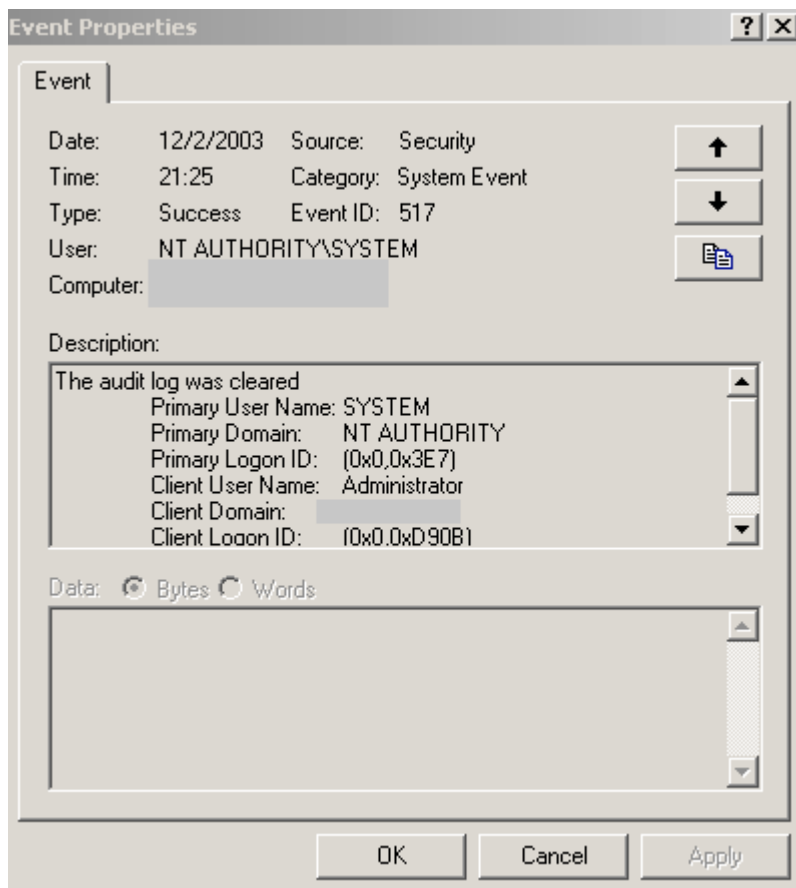 Event Properties
Event
Date: 12/2/2003 Source: Security
Time: 21:25 Category: System Event
Type: Success Event ID: 517
User: NT AUTHORITY\SYSTEM
Computer:
Description:
The audit log was cleared
Primary User Name: SYSTEM
Primary Domain: NT AUTHORITY
Primary Logon ID: (0x0,0x3E7)
Client User Name: Administrator
Client Domain:
Client Logon ID: (0x0,0xD90B)
Data: Bytes Words
OK Cancel Apply